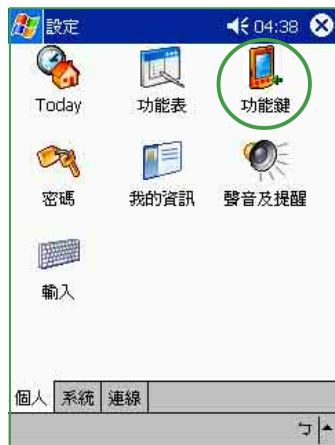 設定 04:38
Today 功能表 功能鍵
密碼 我的資訊 聲音及提醒
輸入
個人 系統 連線
ㄅ